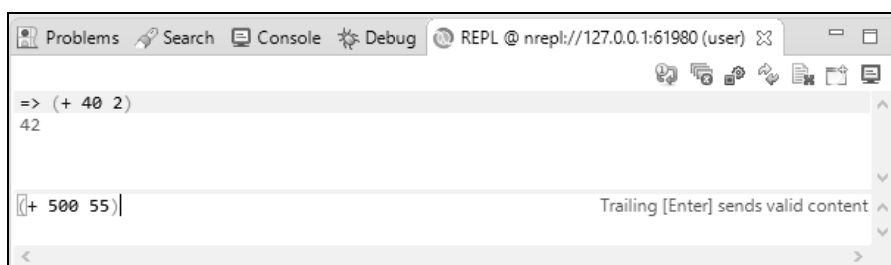 Problems Search Console Debug REPL @ nrepl://127.0.0.1:61980 (user)
=> (+ 40 2)
42
(+ 500 55) Trailing [Enter] sends valid content